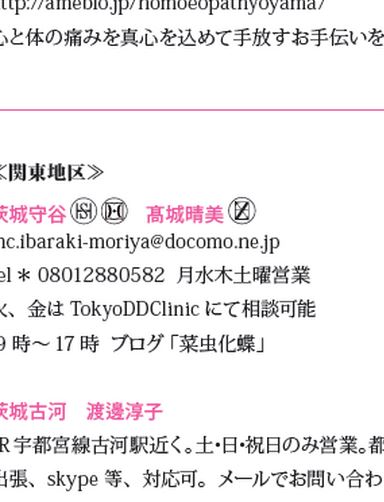 ttp://ameblo.jp/homoeopathyoyama/
心と体の痛みを真心を込めて手放すお手伝いを
≪関東地区≫
茨城守谷 髙城晴美
nc.ibaraki-moriya@docomo.ne.jp
el＊08012880582 月水木土曜営業
火、金は TokyoDDClinic にて相談可能
9 時～17 時 ブログ「菜虫化蝶」
茨城古河 渡邊淳子
R宇都宮線古河駅近く。土・日・祝日のみ営業。都
出張、skype 等、対応可。メールでお問い合わ